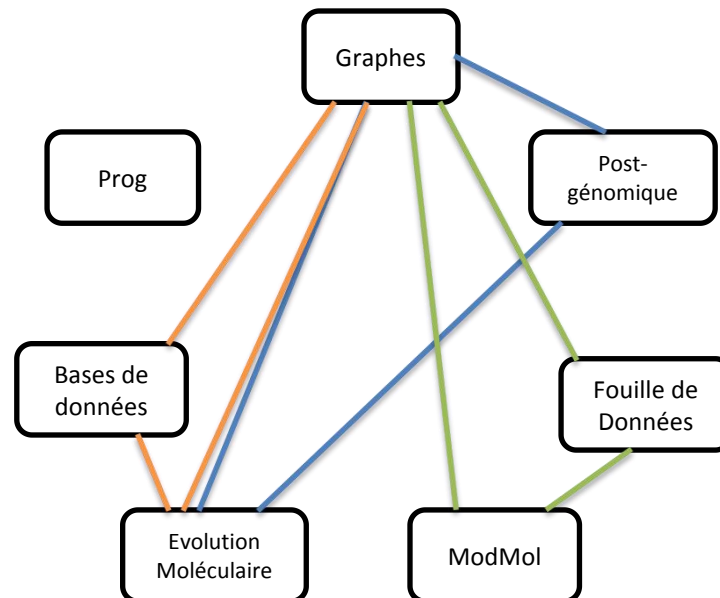 Graphes
Prog
Post-
génomique
Bases de
données
Fouille de
Données
Evolution
Moléculaire
ModMol